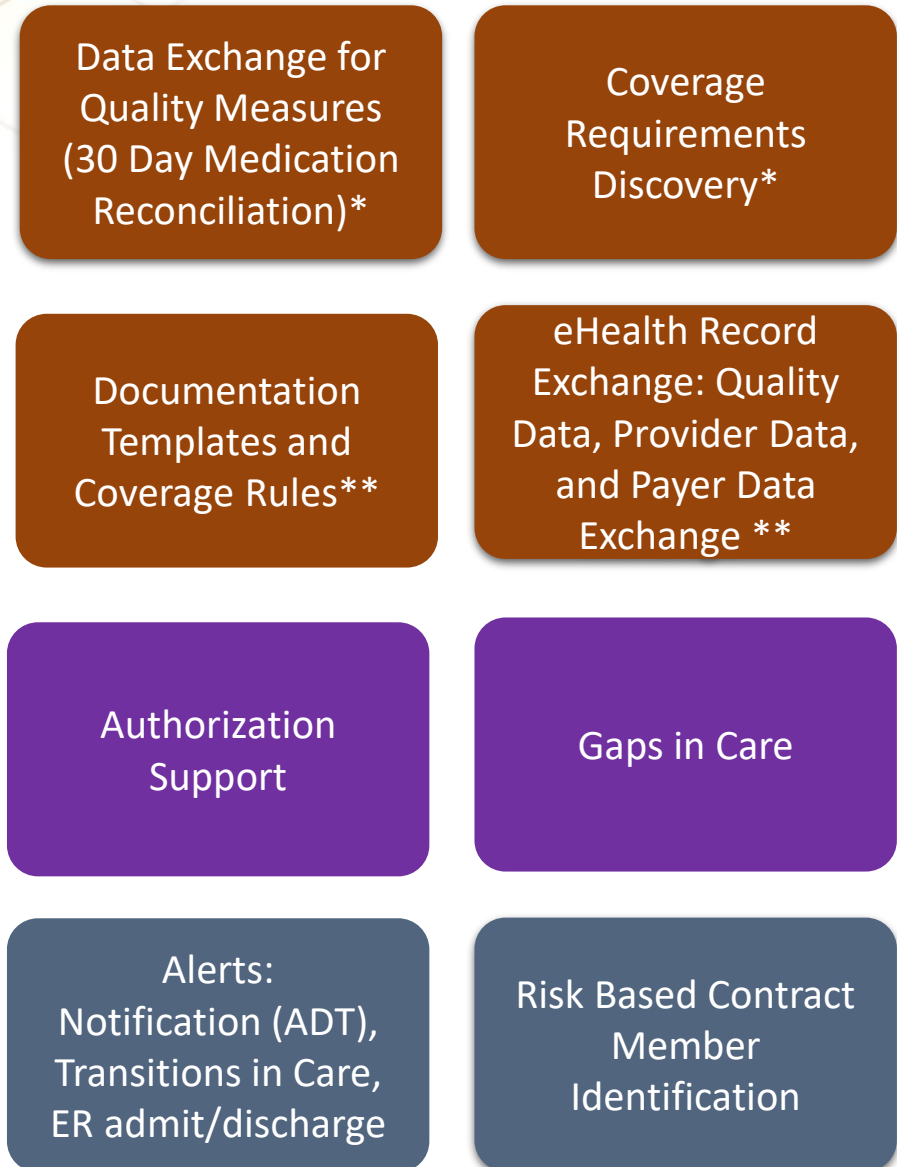 Data Exchange for
Quality Measures
(30 Day Medication
Reconciliation)*
Coverage
Requirements
Discovery*
Documentation
Templates and
Coverage Rules**
eHealth Record
Exchange: Quality
Data, Provider Data,
and Payer Data
Exchange **
Authorization
Support
Gaps in Care
Alerts:
Notification (ADT),
Transitions in Care,
ER admit/discharge
Risk Based Contract
Member
Identification